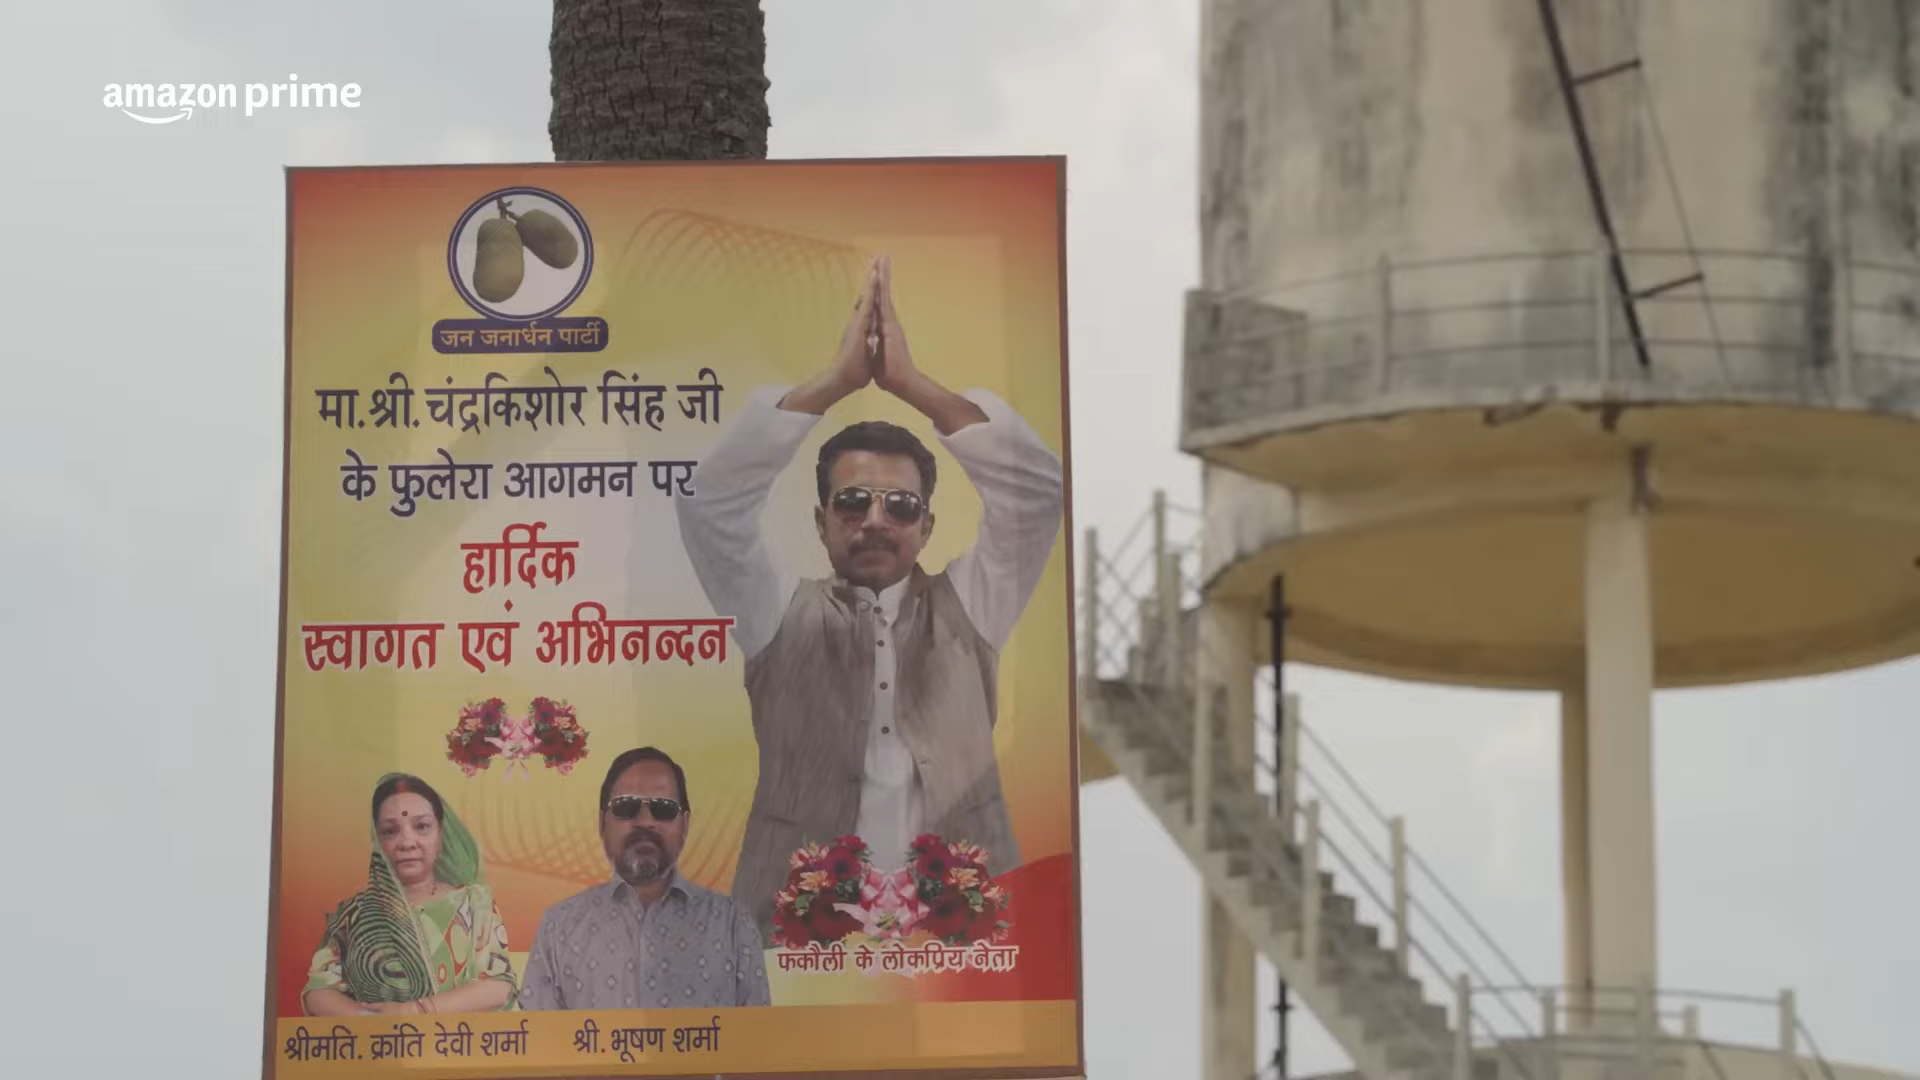 amazon prime
जन जनार्धन पार्टी
मा.श्री.चंद्रकिशोर सिंह जी
के फुलेरा आगमन पर
हार्दिक
स्वागत एवं अभिनन्दन
फकौली के लोकप्रिय नेता
श्रीमति. क्रांति देवी शर्मा श्री. भूषण शर्मा